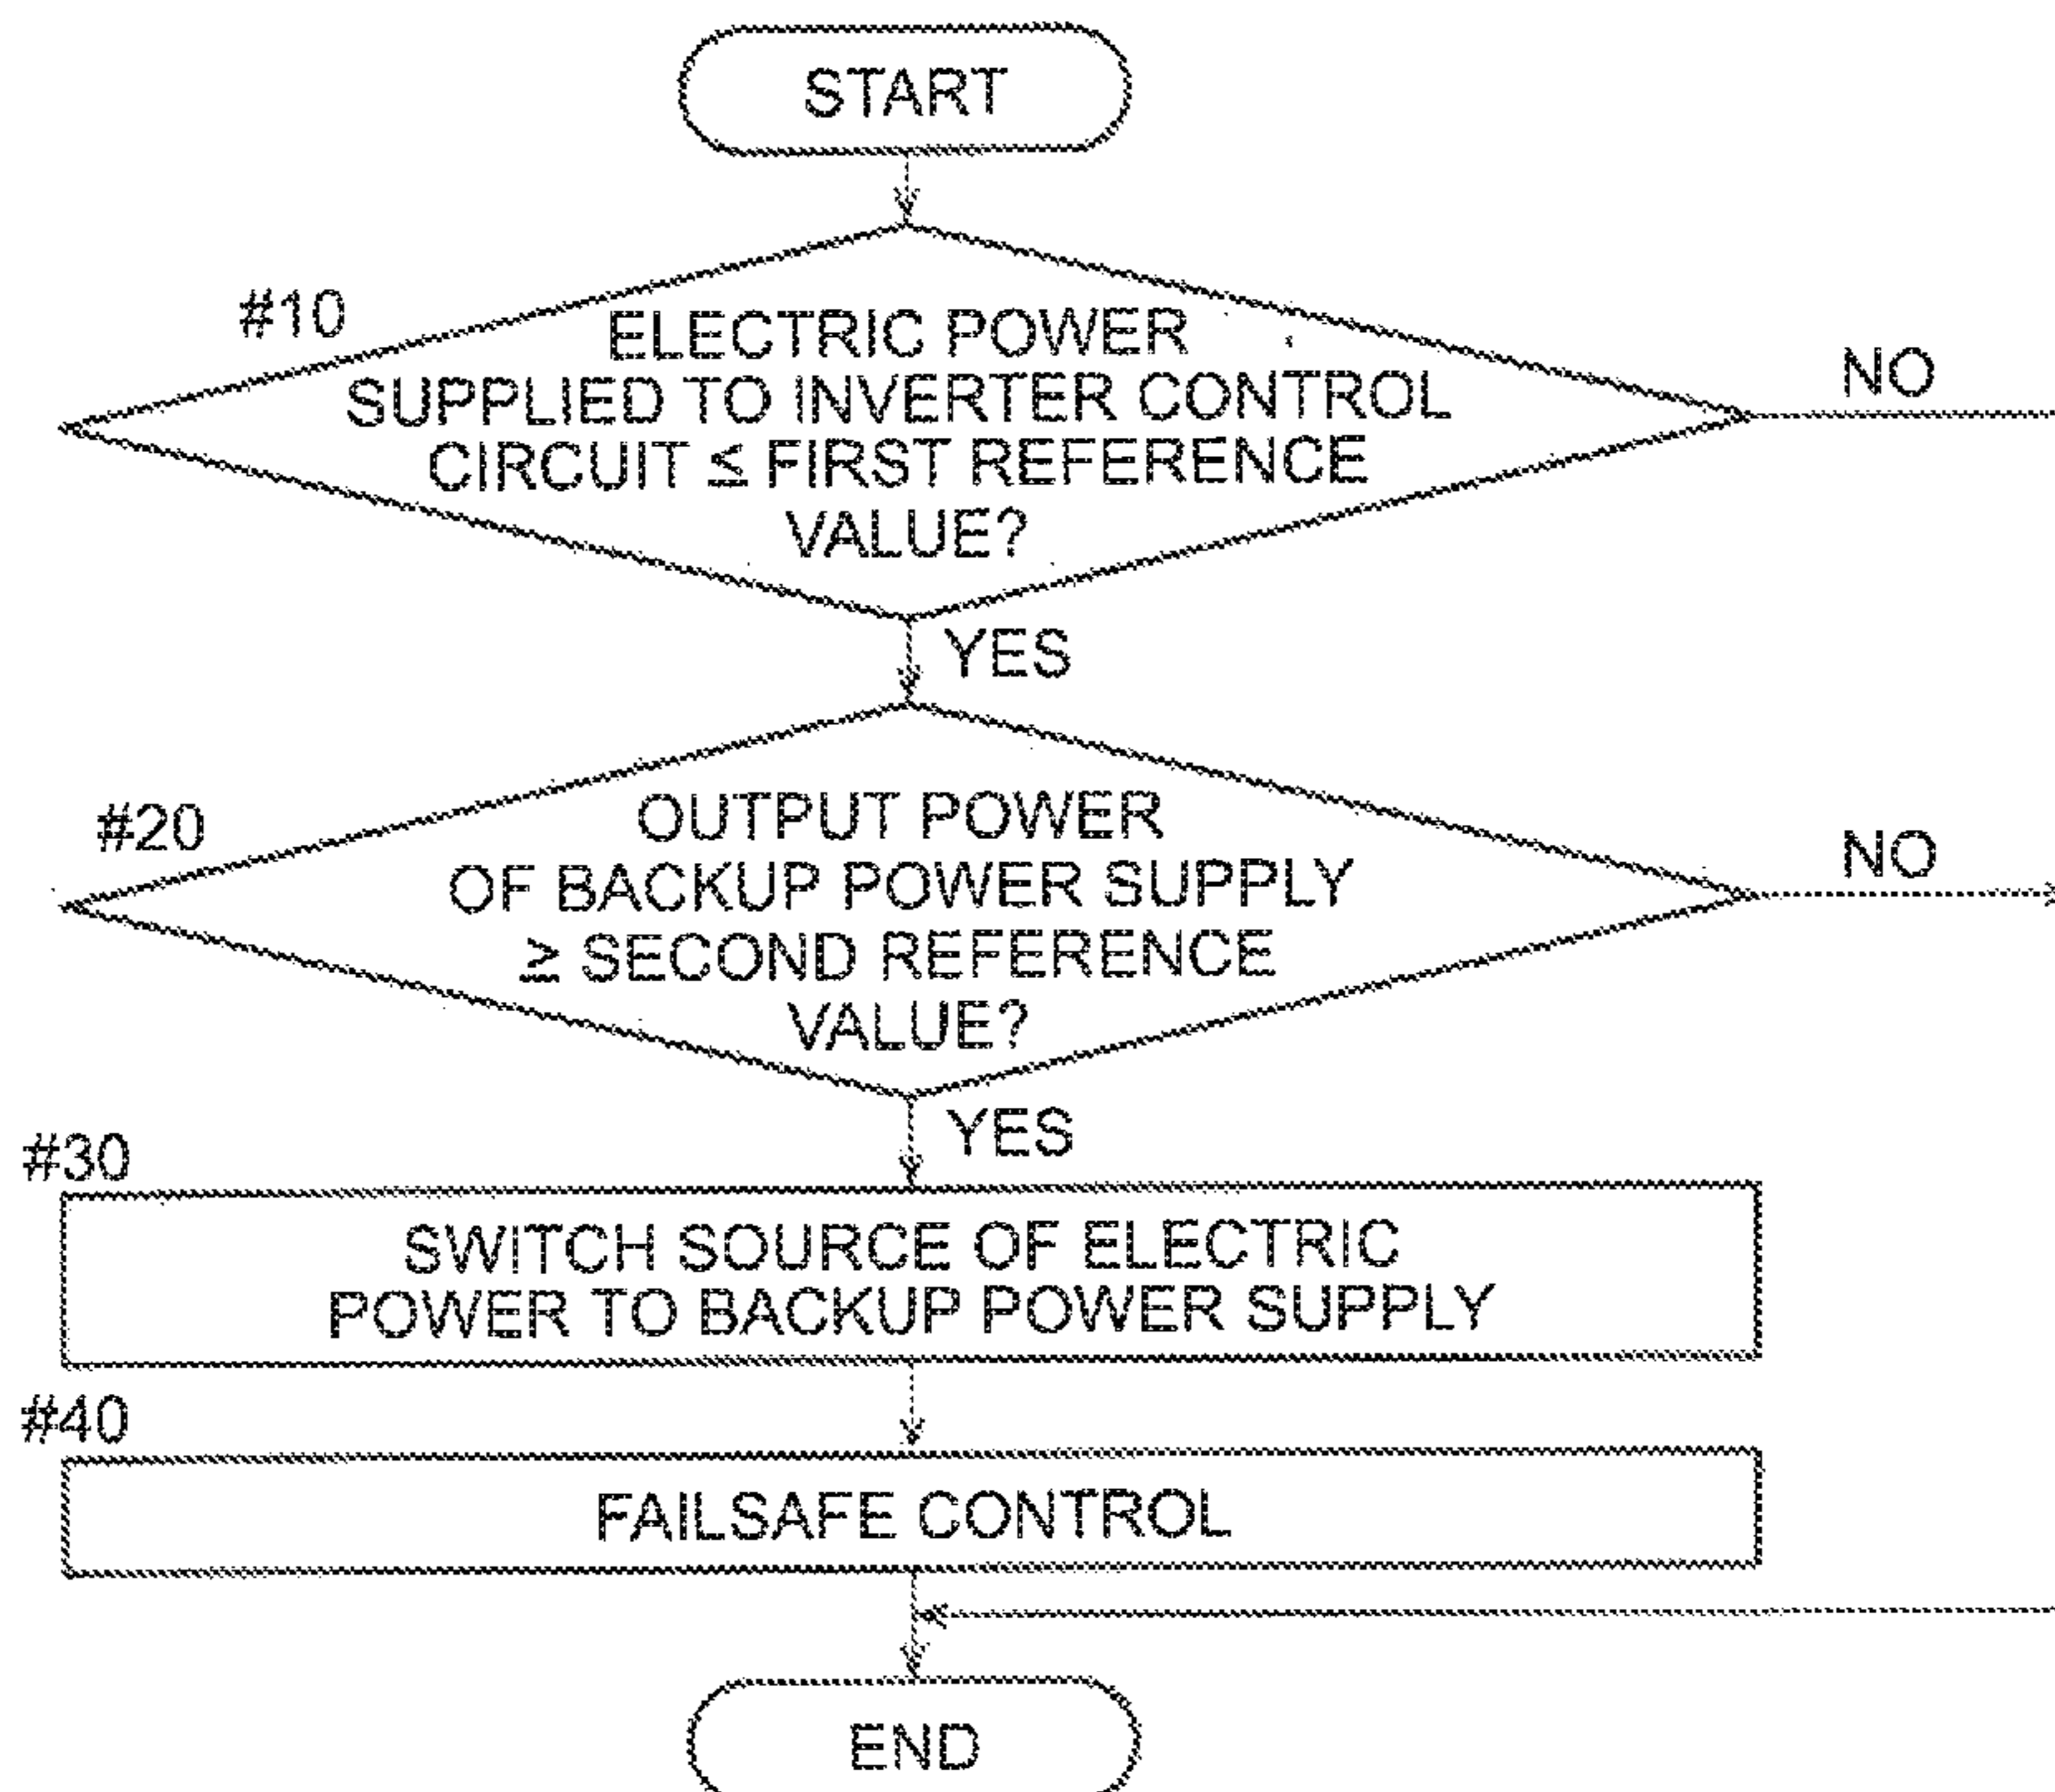 START
#10
ELECTRIC POWER
SUPPLIED TO INVERTER CONTROL
CIRCUIT ≤ FIRST REFERENCE
VALUE?
NO
YES
#20
OUTPUT POWER
OF BACKUP POWER SUPPLY
≥ SECOND REFERENCE
VALUE?
NO
YES
#30
SWITCH SOURCE OF ELECTRIC
POWER TO BACKUP POWER SUPPLY
#40
FAILSAFE CONTROL
END